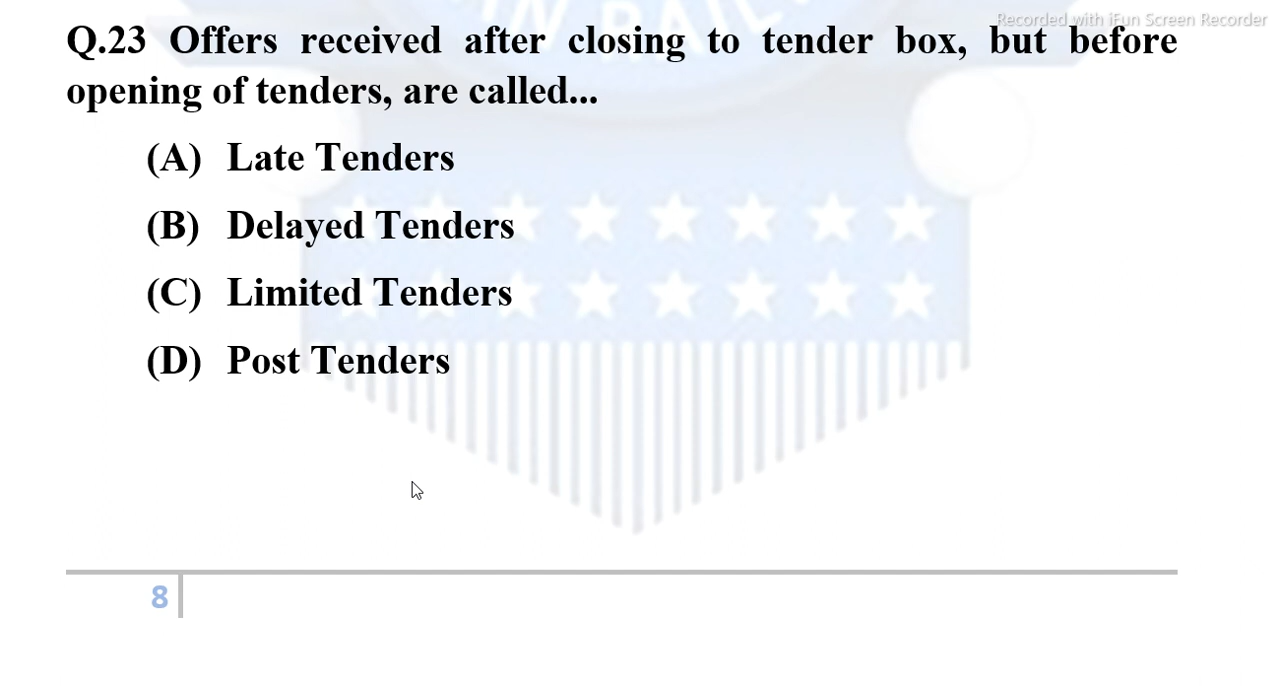 Recorded with iFun Screen Recorder
Q.23 Offers received after closing to tender box, but before
opening of tenders, are called...
(A) Late Tenders
(B) Delayed Tenders
(C) Limited Tenders
(D) Post Tenders
8